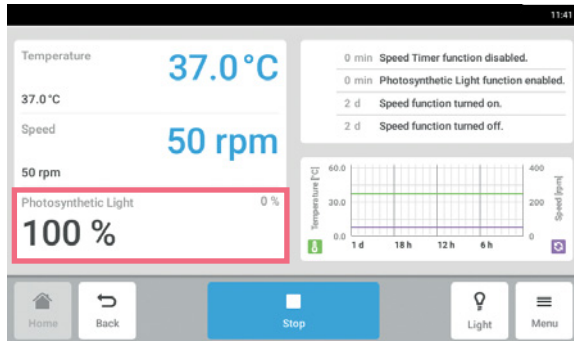 11:41
Temperature
37.0 °C
37.0 °C
Speed
50 rpm
50 rpm
Photosynthetic Light 0 %
100 %
0 min Speed Timer function disabled.
0 min Photosynthetic Light function enabled.
2 d Speed function turned on.
2 d Speed function turned off.
Temperature [°C]
60.0
30.0
0.0
1 d 18 h 12 h 6 h
400
200
0
Speed [rpm]
Home
Back
Stop
Light
Menu